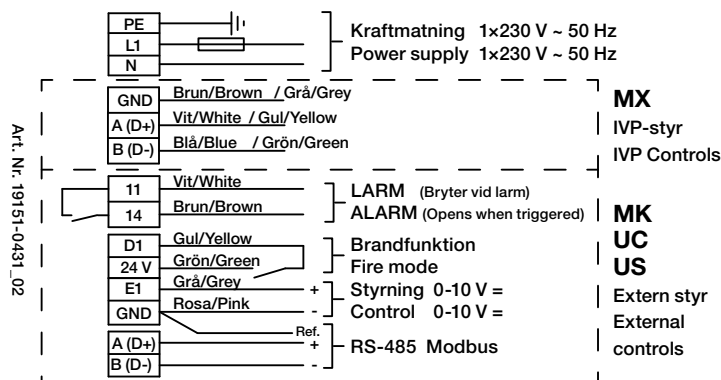 PE
L1
N
Kraftmatning 1×230 V ~ 50 Hz
Power supply 1×230 V ~ 50 Hz
GND Brun/Brown / Grå/Grey
A (D+) Vit/White / Gul/Yellow
B (D-) Blå/Blue / Grön/Green
MX
IVP-styr
IVP Controls
11 Vit/White
14 Brun/Brown
LARM (Bryter vid larm)
ALARM (Opens when triggered)
D1 Gul/Yellow
24 V Grön/Green
Brandfunktion
Fire mode
E1 Grå/Grey +
GND Rosa/Pink -
Styrning 0-10 V =
Control 0-10 V =
Ref.
A (D+) +
B (D-) -
RS-485 Modbus
MK
UC
US
Extern styr
External
controls
Art. Nr. 19151-0431_02